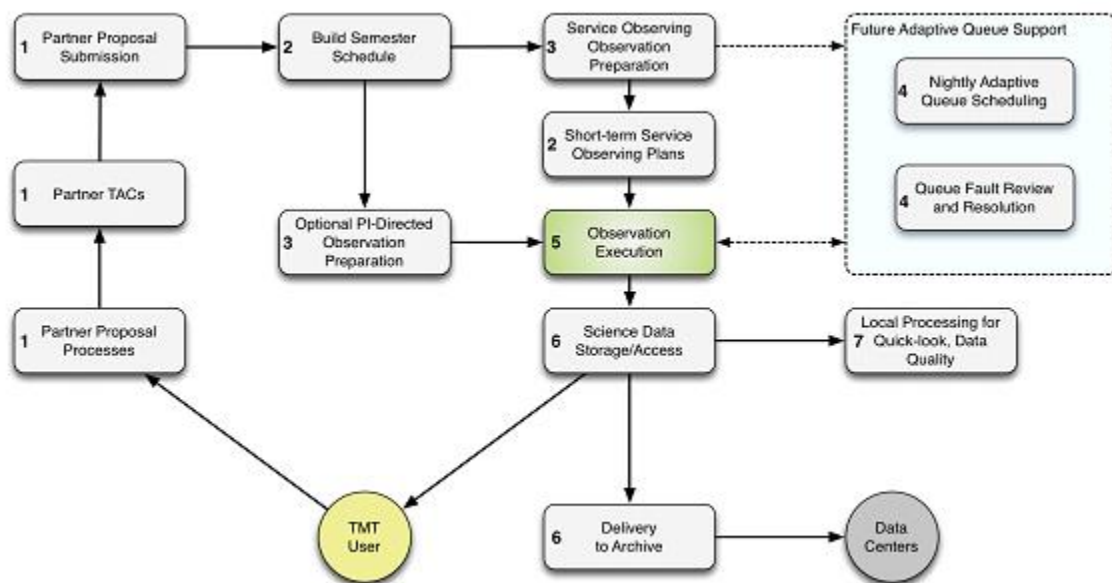 1 Partner Proposal
Submission
2 Build Semester
Schedule
3 Service Observing
Observation
Preparation
Future Adaptive Queue Support
4 Nightly Adaptive
Queue Scheduling
1 Partner TACs
2 Short-term Service
Observing Plans
4 Queue Fault Review
and Resolution
3 Optional PI-Directed
Observation
Preparation
5 Observation
Execution
1 Partner Proposal
Processes
6 Science Data
Storage/Access
7 Local Processing for
Quick-look, Data
Quality
TMT
User
6 Delivery
to Archive
Data
Centers